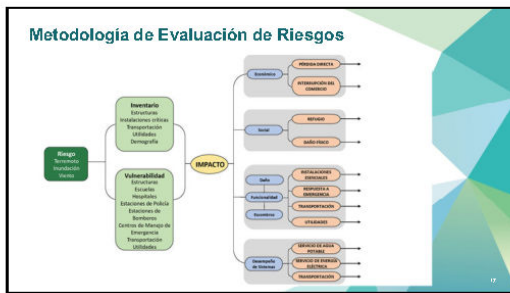 Metodología de Evaluación de Riesgos
Riesgo
Terremoto
Inundación
Viento
Inventario
Estructuras
Instalaciones críticas
Transportación
Utilidades
Demografía
Vulnerabilidad
Estructuras
Escuelas
Hospitales
Estaciones de Policía
Estaciones de
Bomberos
Centros de Manejo de
Emergencia
Transportación
Utilidades
IMPACTO
Económico
PÉRDIDA DIRECTA
INTERRUPCIÓN DEL
COMERCIO
Social
REFUGIO
DAÑO FÍSICO
Daño
Funcionalidad
Escombros
INSTALACIONES
ESENCIALES
RESPUESTA A
EMERGENCIA
TRANSPORTACIÓN
UTILIDADES
Desempeño
de Sistemas
SERVICIO DE AGUA
POTABLE
SERVICIO DE ENERGÍA
ELÉCTRICA
TRANSPORTACIÓN
17